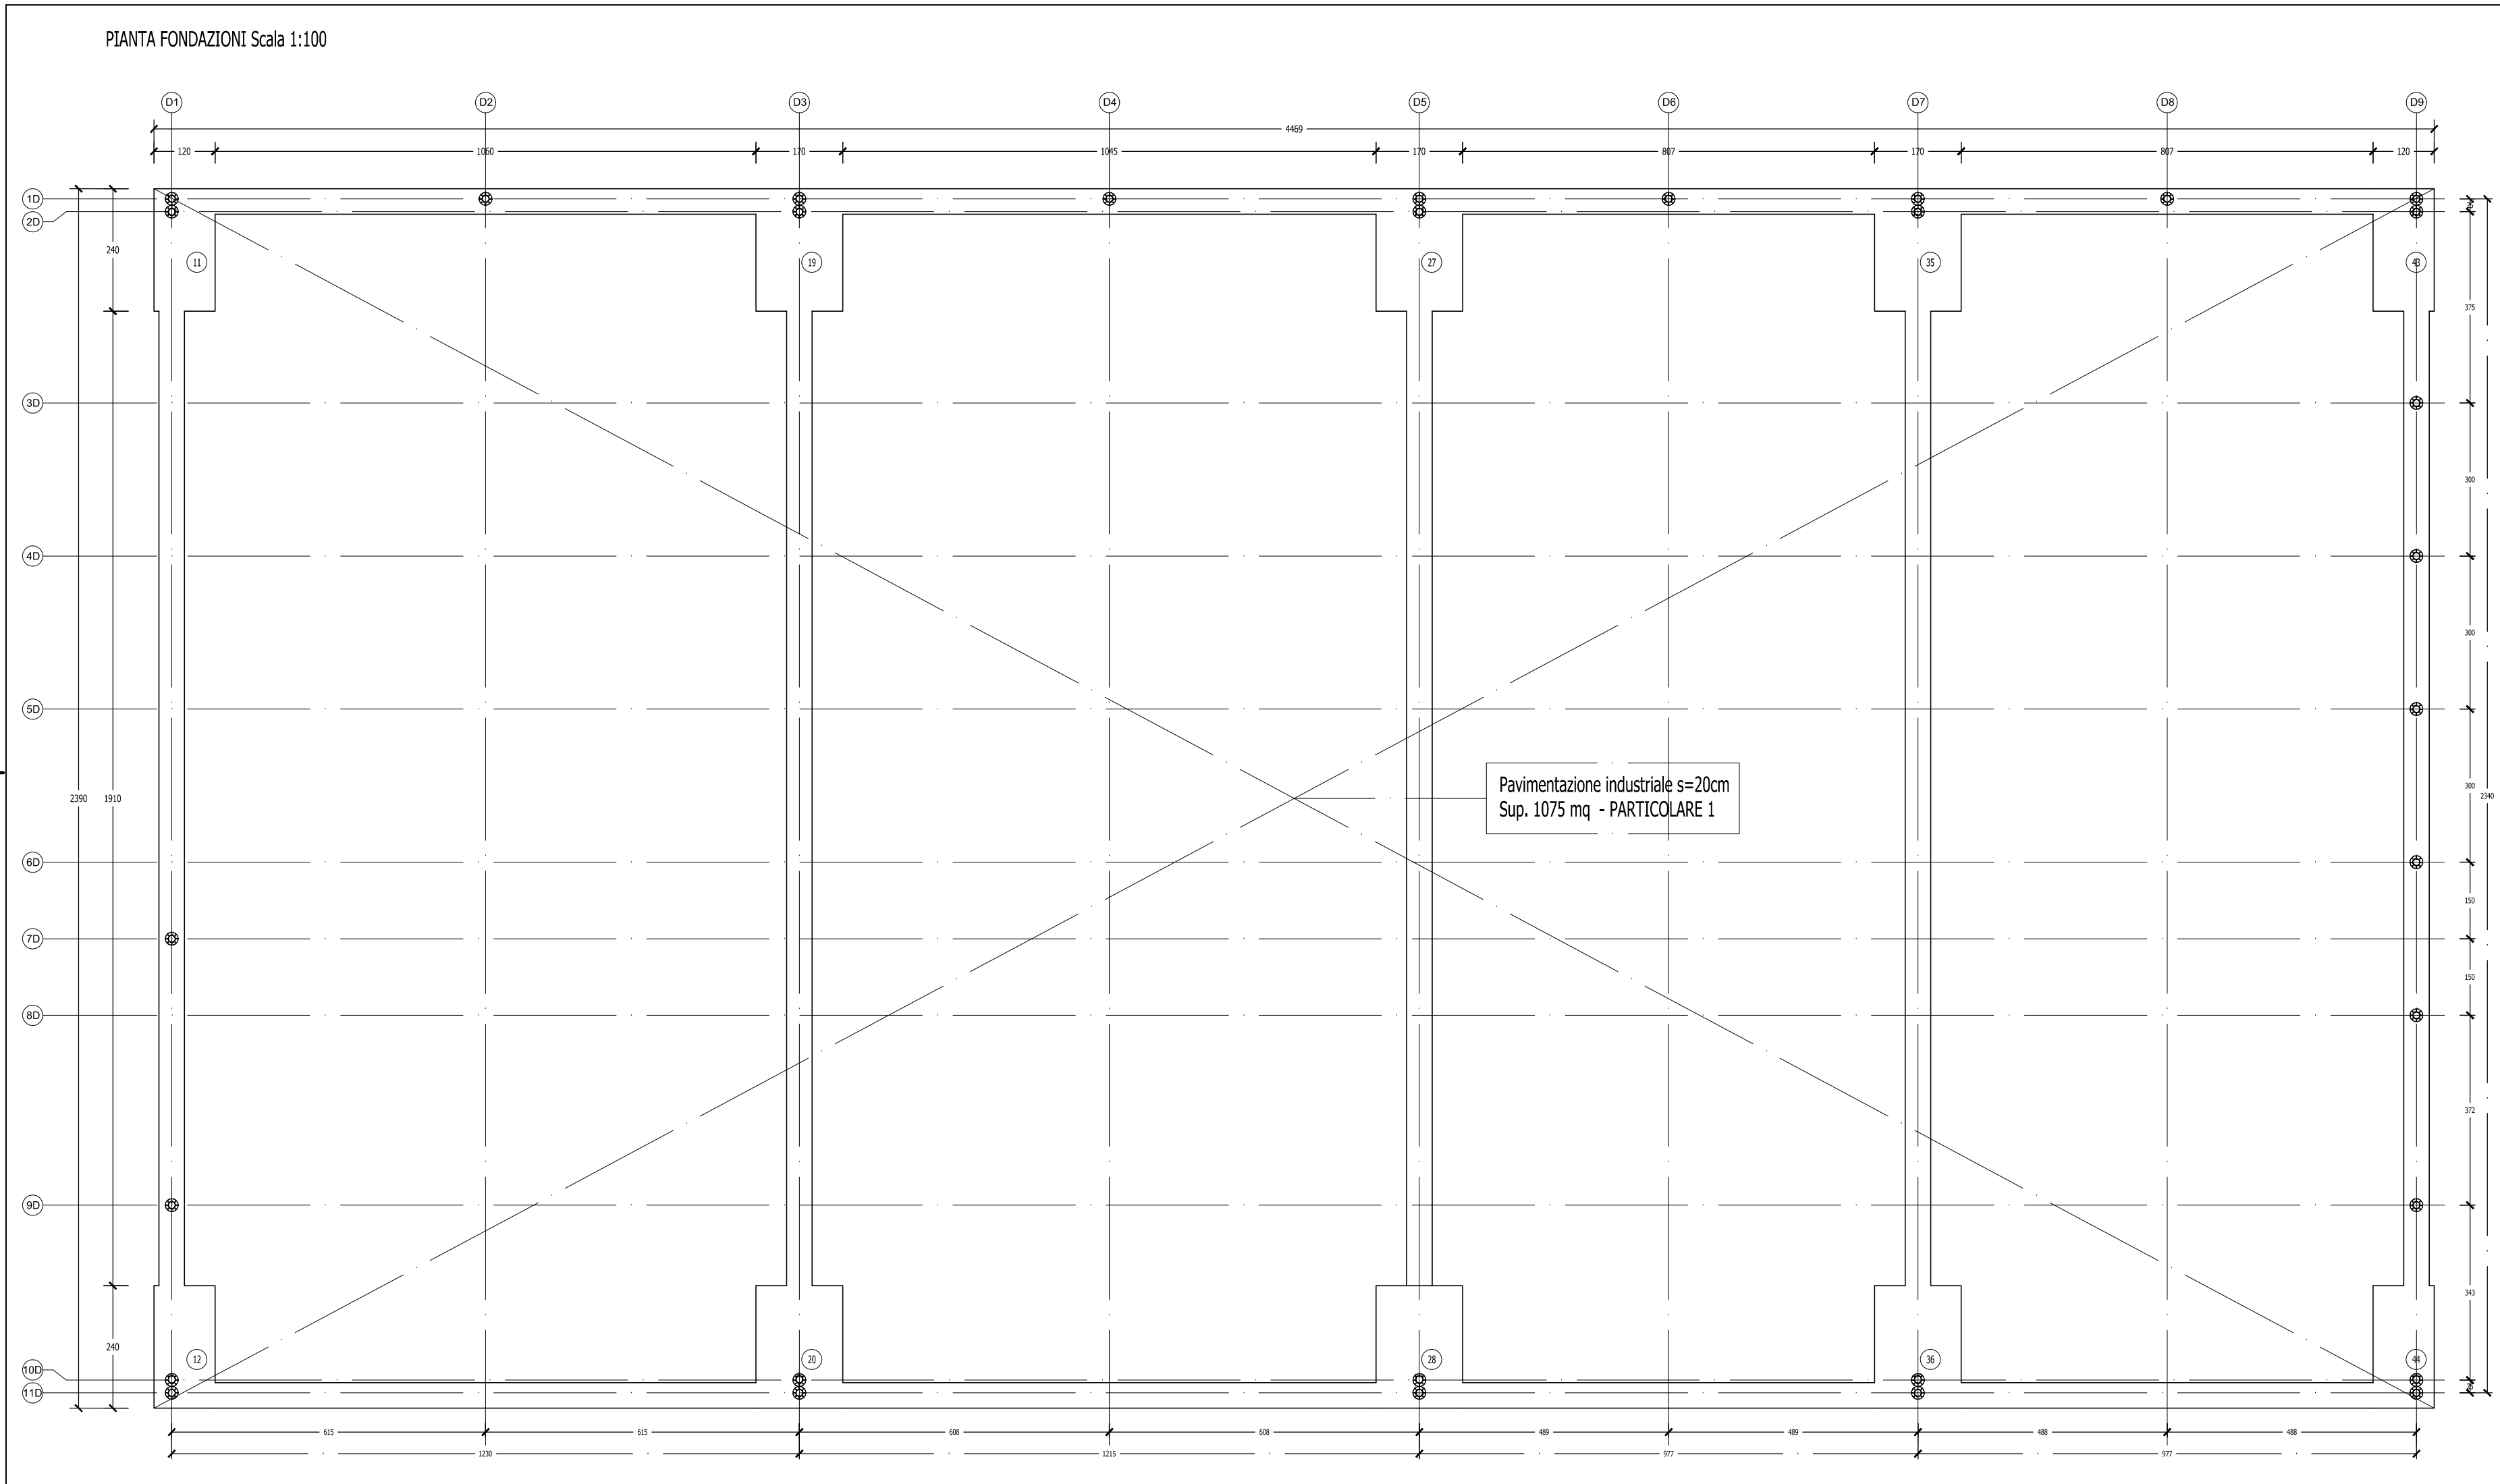 PIANTA FONDAZIONI Scala 1:100
D1 D2 D3 D4 D5 D6 D7 D8 D9
4469
120 1060 170 1045 170 807 170 807 120
1D
2D
240
11 19 27 35 43
375
3D
300
4D
300
5D
Pavimentazione industriale s=20cm
Sup. 1075 mq - PARTICOLARE 1
300
2390 1910
2340
6D
150
7D
150
8D
372
9D
343
240
12 20 28 36 44
10D
11D
615 615 608 608 489 489 488 488
1230 1215 977 977